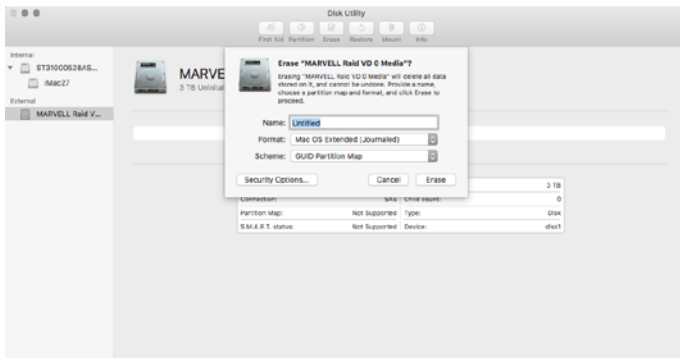 Disk Utility
First Aid Partition Erase Restore Mount Info
Internal
ST31000528AS...
iMac27
External
MARVELL Raid V...
MARVE
3 TB Uninitial
Erase "MARVELL Raid VD 0 Media"?
Erasing "MARVELL Raid VD 0 Media" will delete all data
stored on it, and cannot be undone. Provide a name,
choose a partition map and format, and click Erase to
proceed.
Name: Untitled
Format: Mac OS Extended (Journaled)
Scheme: GUID Partition Map
Security Options... Cancel Erase
3 TB
Connection: SAS Child count: 0
Partition Map: Not Supported Type: Disk
S.M.A.R.T. status: Not Supported Device: disk1